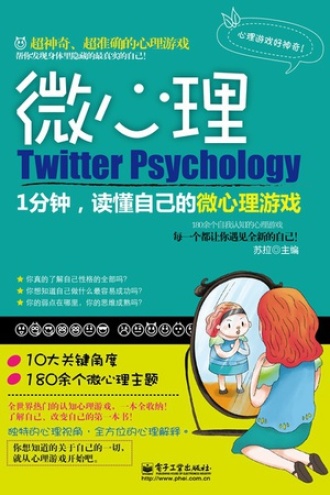 超神奇、超准确的心理游戏
帮你发现身体里隐藏的最真实的自己！
心理游戏好神奇！
微心理
Twitter Psychology
1分钟，读懂自己的微心理游戏
180余个自我认知的心理游戏
每一个都让你遇见全新的自己！
苏拉◎主编
★ 你真的了解自己性格的全部吗？
★ 你想知道自己做什么最容易成功吗？
★ 你的弱点在哪里，你的思维成熟吗？
10大关键角度
180余个微心理主题
全世界热门的认知心理游戏，一本全收纳！
了解自己、改变自己的第一本书！
独特的心理视角，全方位的心理解释。
你想知道的关于自己的一切，
就从心理游戏开始吧。
电子工业出版社